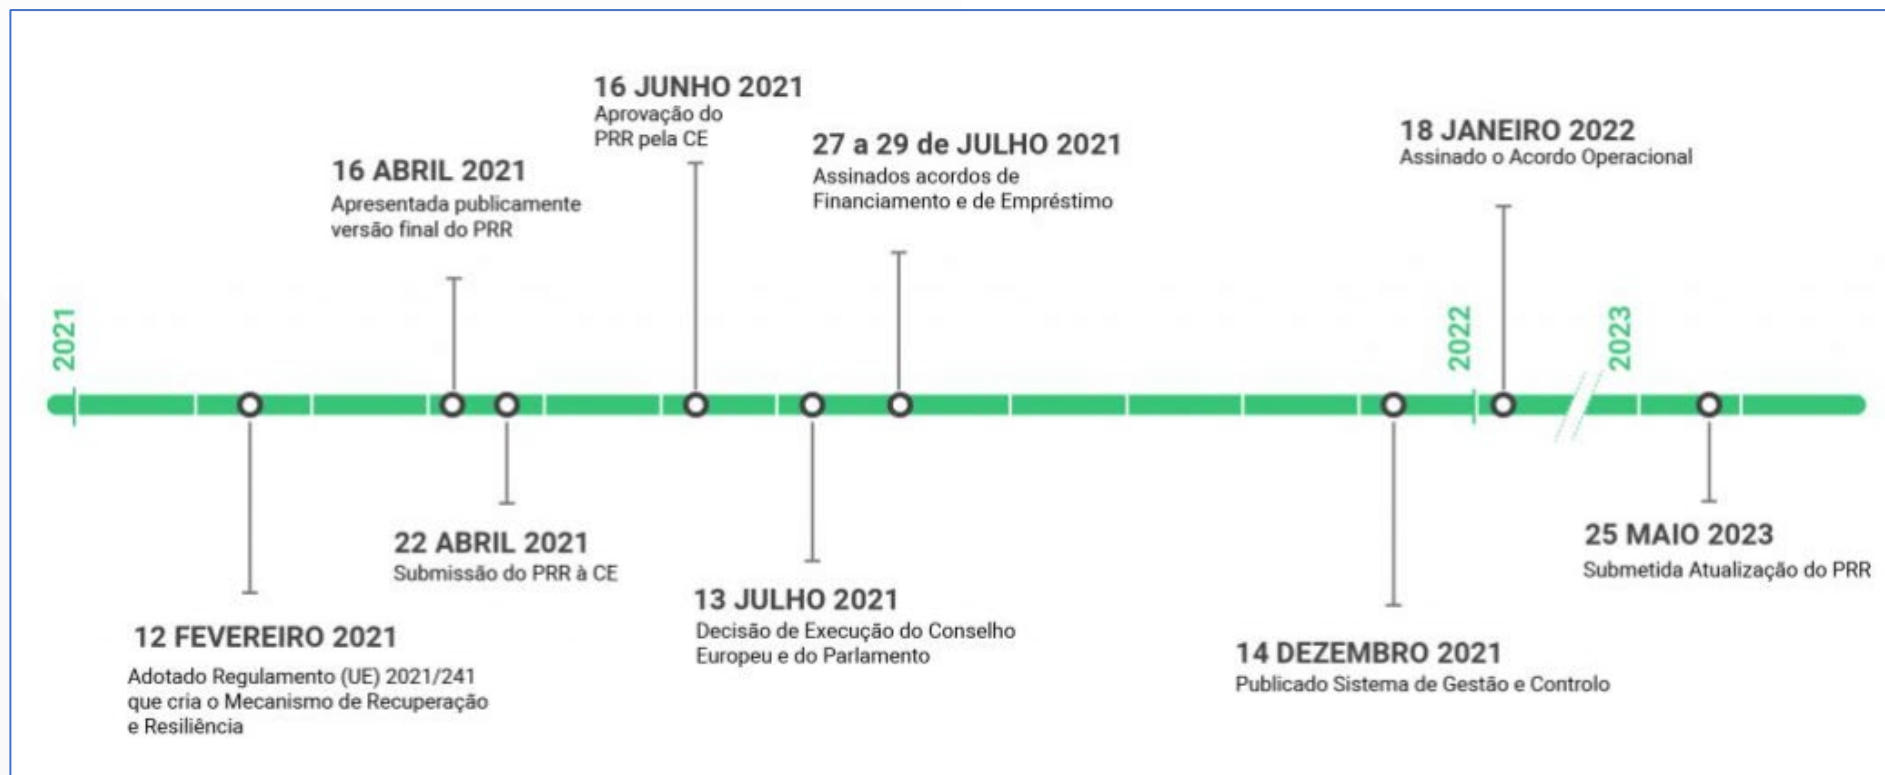 16 JUNHO 2021
Aprovação do
PRR pela CE
27 a 29 de JULHO 2021
Assinados acordos de
Financiamento e de Empréstimo
18 JANEIRO 2022
Assinado o Acordo Operacional
16 ABRIL 2021
Apresentada publicamente
versão final do PRR
2021
2022
2023
22 ABRIL 2021
Submissão do PRR à CE
12 FEVEREIRO 2021
Adotado Regulamento (UE) 2021/241
que cria o Mecanismo de Recuperação
e Resiliência
13 JULHO 2021
Decisão de Execução do Conselho
Europeu e do Parlamento
14 DEZEMBRO 2021
Publicado Sistema de Gestão e Controlo
25 MAIO 2023
Submetida Atualização do PRR